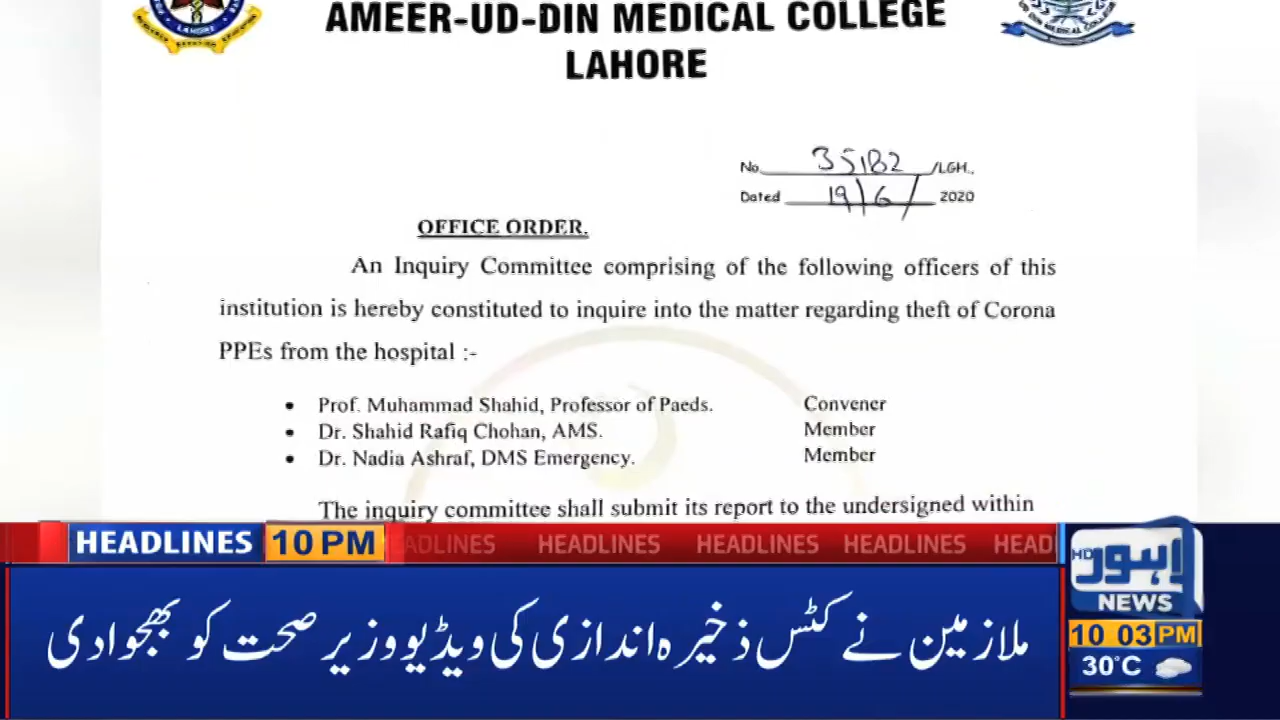 AMEER-UD-DIN MEDICAL COLLEGE
LAHORE
LAHORE
No 35182 /LGH.,
Dated 19/6/ 2020
OFFICE ORDER.
An Inquiry Committee comprising of the following officers of this
institution is hereby constituted to inquire into the matter regarding theft of Corona
PPEs from the hospital :-
• Prof. Muhammad Shahid, Professor of Paeds. Convener
• Dr. Shahid Rafiq Chohan, AMS. Member
• Dr. Nadia Ashraf, DMS Emergency. Member
The inquiry committee shall submit its report to the undersigned within
HEADLINES 10 PM
HEADLINES HEADLINES HEADLINES
ملازمین نے کٹس ذخیرہ اندازی کی ویڈیو وزیر صحت کو بھجوا دی
HD لاہور
NEWS
10 03 PM
30°C